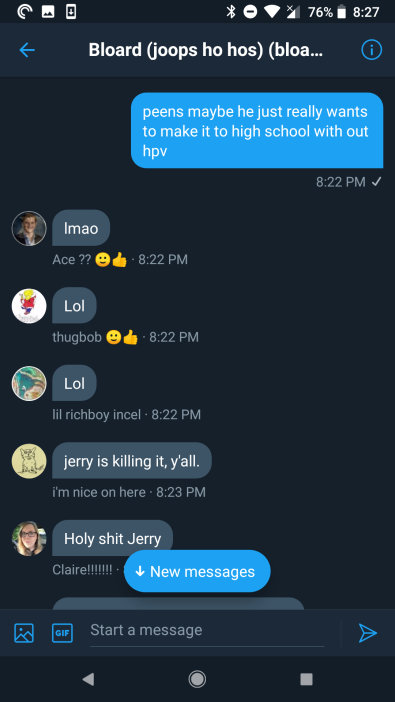 76% 8:27
Bloard (joops ho hos) (bloa...
peens maybe he just really wants
to make it to high school with out
hpv
8:22 PM ✓
lmao
Ace ?? 🙂👍 · 8:22 PM
Lol
thugbob 🙂👍 · 8:22 PM
Lol
lil richboy incel · 8:22 PM
jerry is killing it, y'all.
i'm nice on here · 8:23 PM
Holy shit Jerry
Claire!!!!!!! ·
↓ New messages
GIF
Start a message